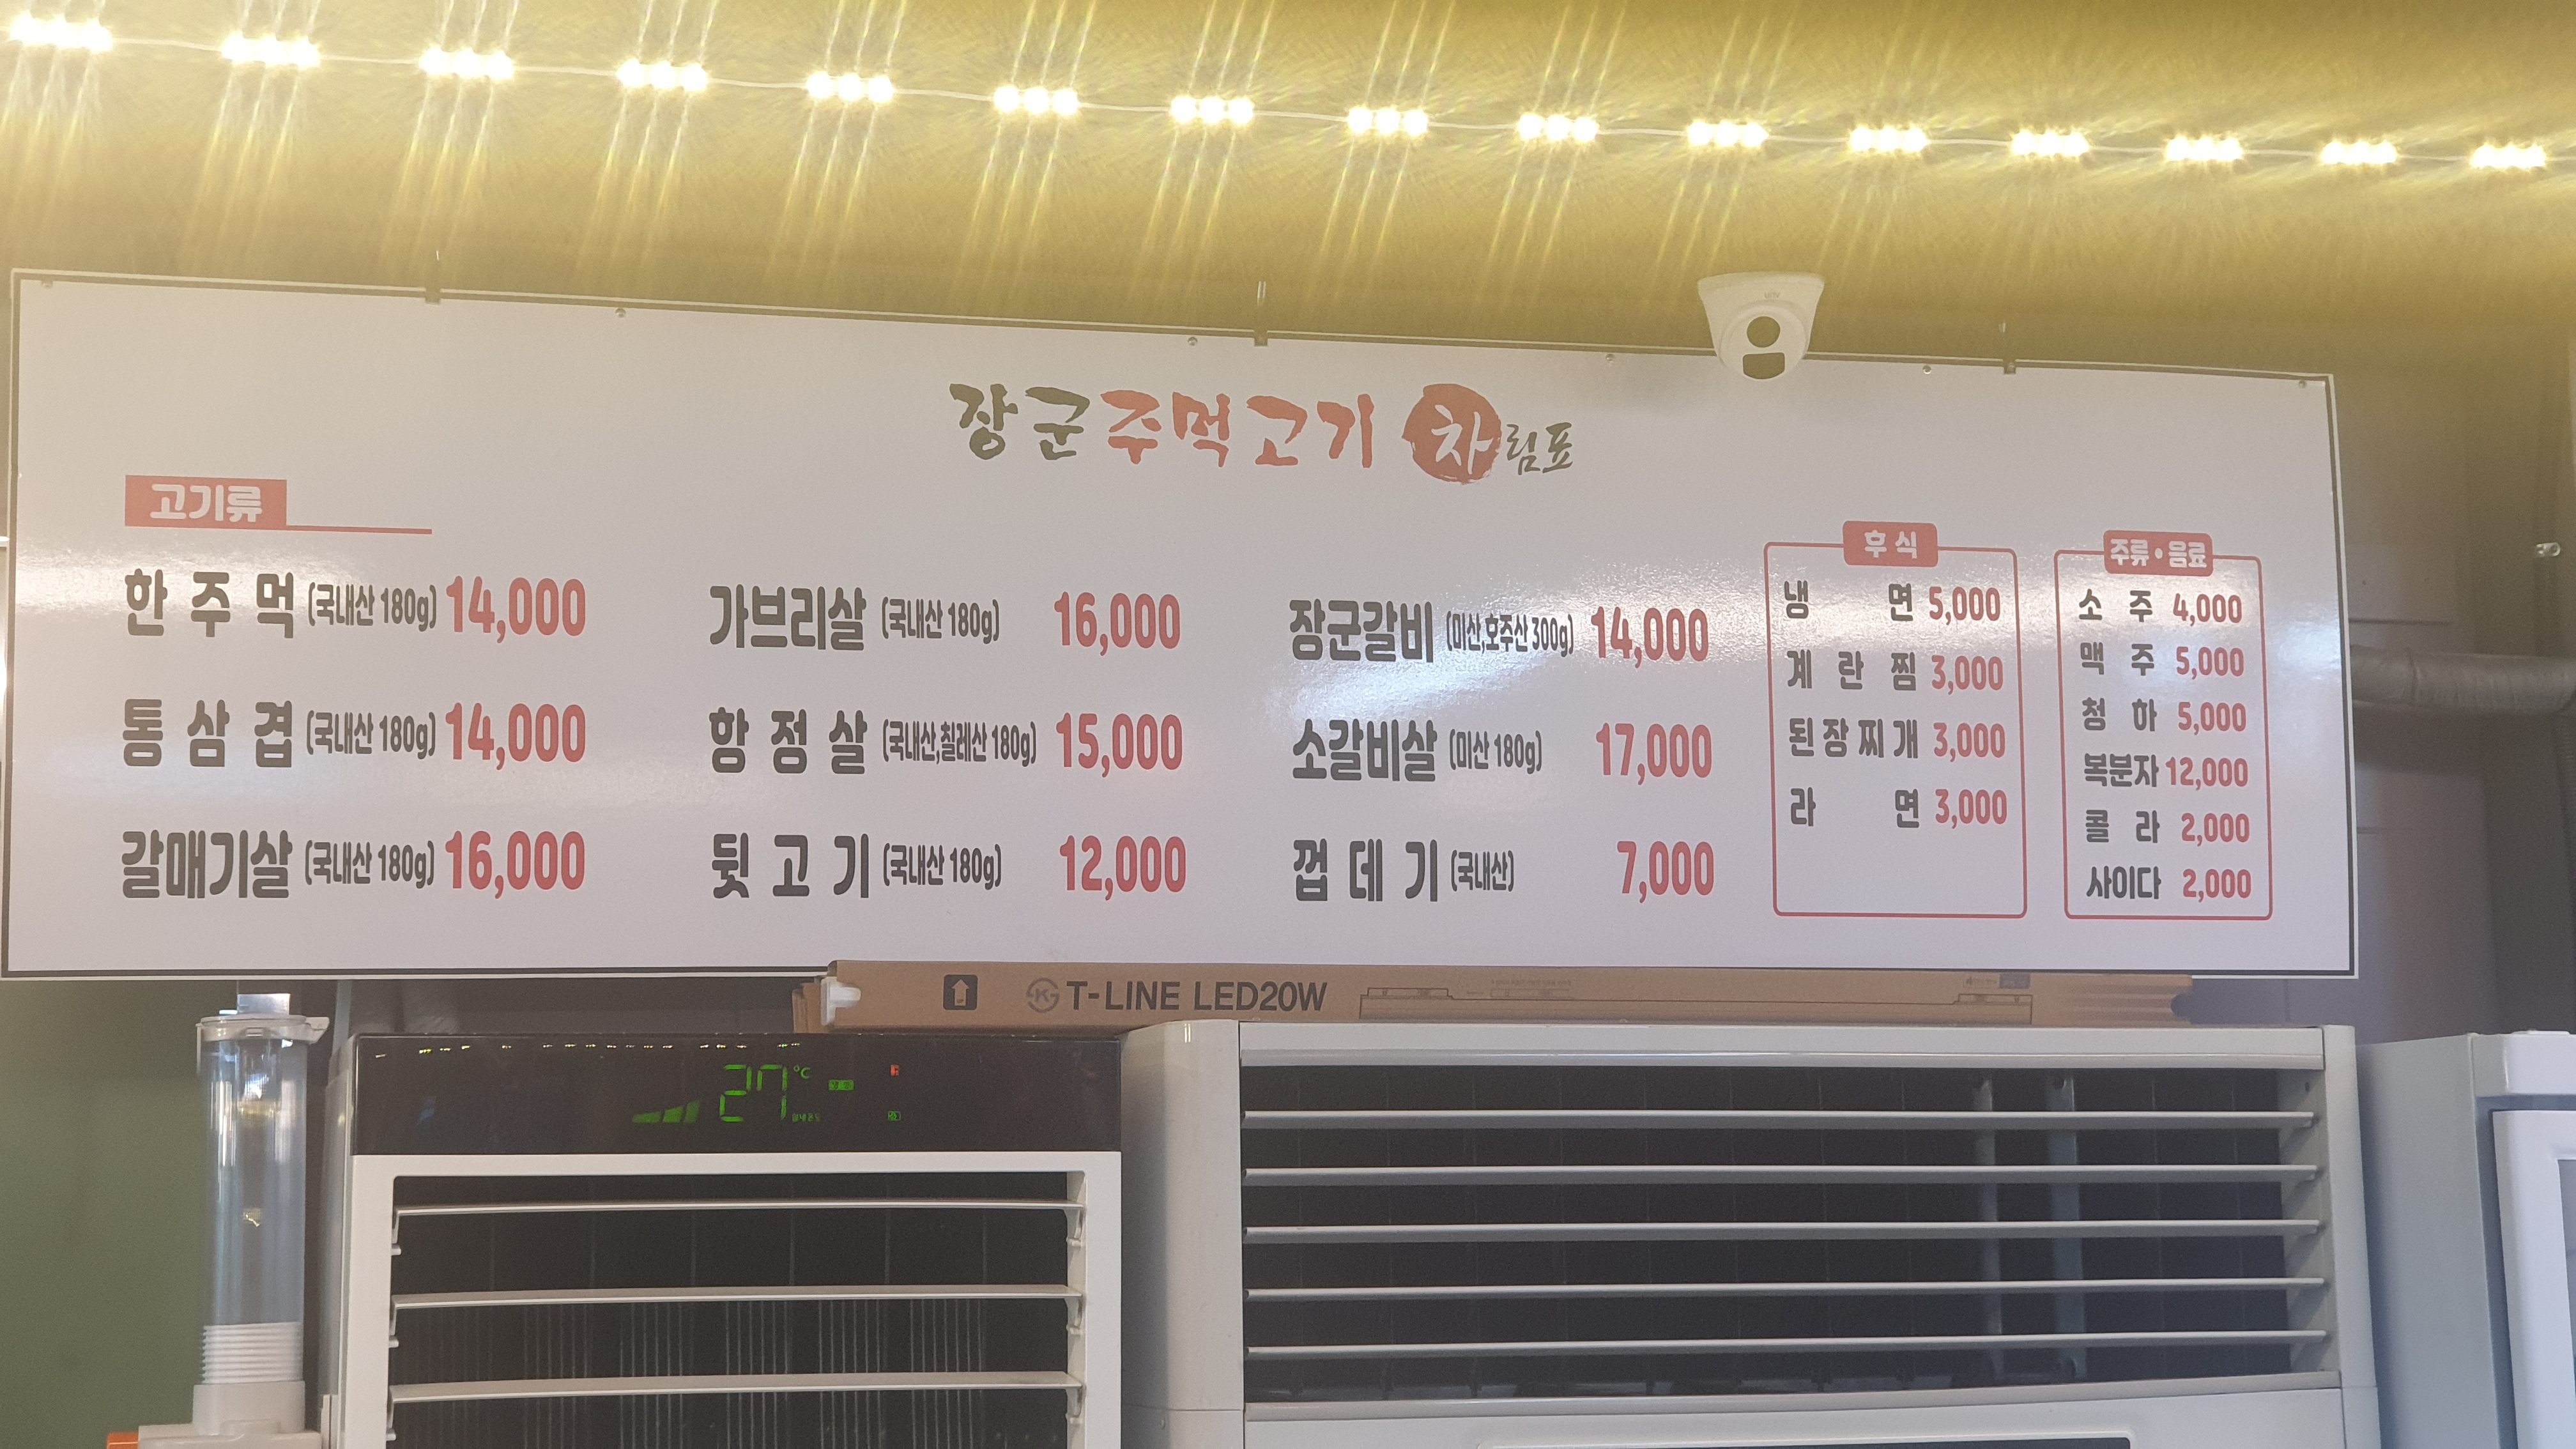 장군주먹고기 차림표
고기류
한주먹 (국내산 180g) 14,000
통삼겹 (국내산 180g) 14,000
갈매기살 (국내산 180g) 16,000
가브리살 (국내산 180g) 16,000
항정살 (국내산,칠레산 180g) 15,000
뒷고기 (국내산 180g) 12,000
장군갈비 (미산,호주산 300g) 14,000
소갈비살 (미산 180g) 17,000
껍데기 (국내산) 7,000
후식
냉면 5,000
계란찜 3,000
된장찌개 3,000
라면 3,000
주류•음료
소주 4,000
맥주 5,000
청하 5,000
복분자 12,000
콜라 2,000
사이다 2,000
T-LINE LED20W
27°C